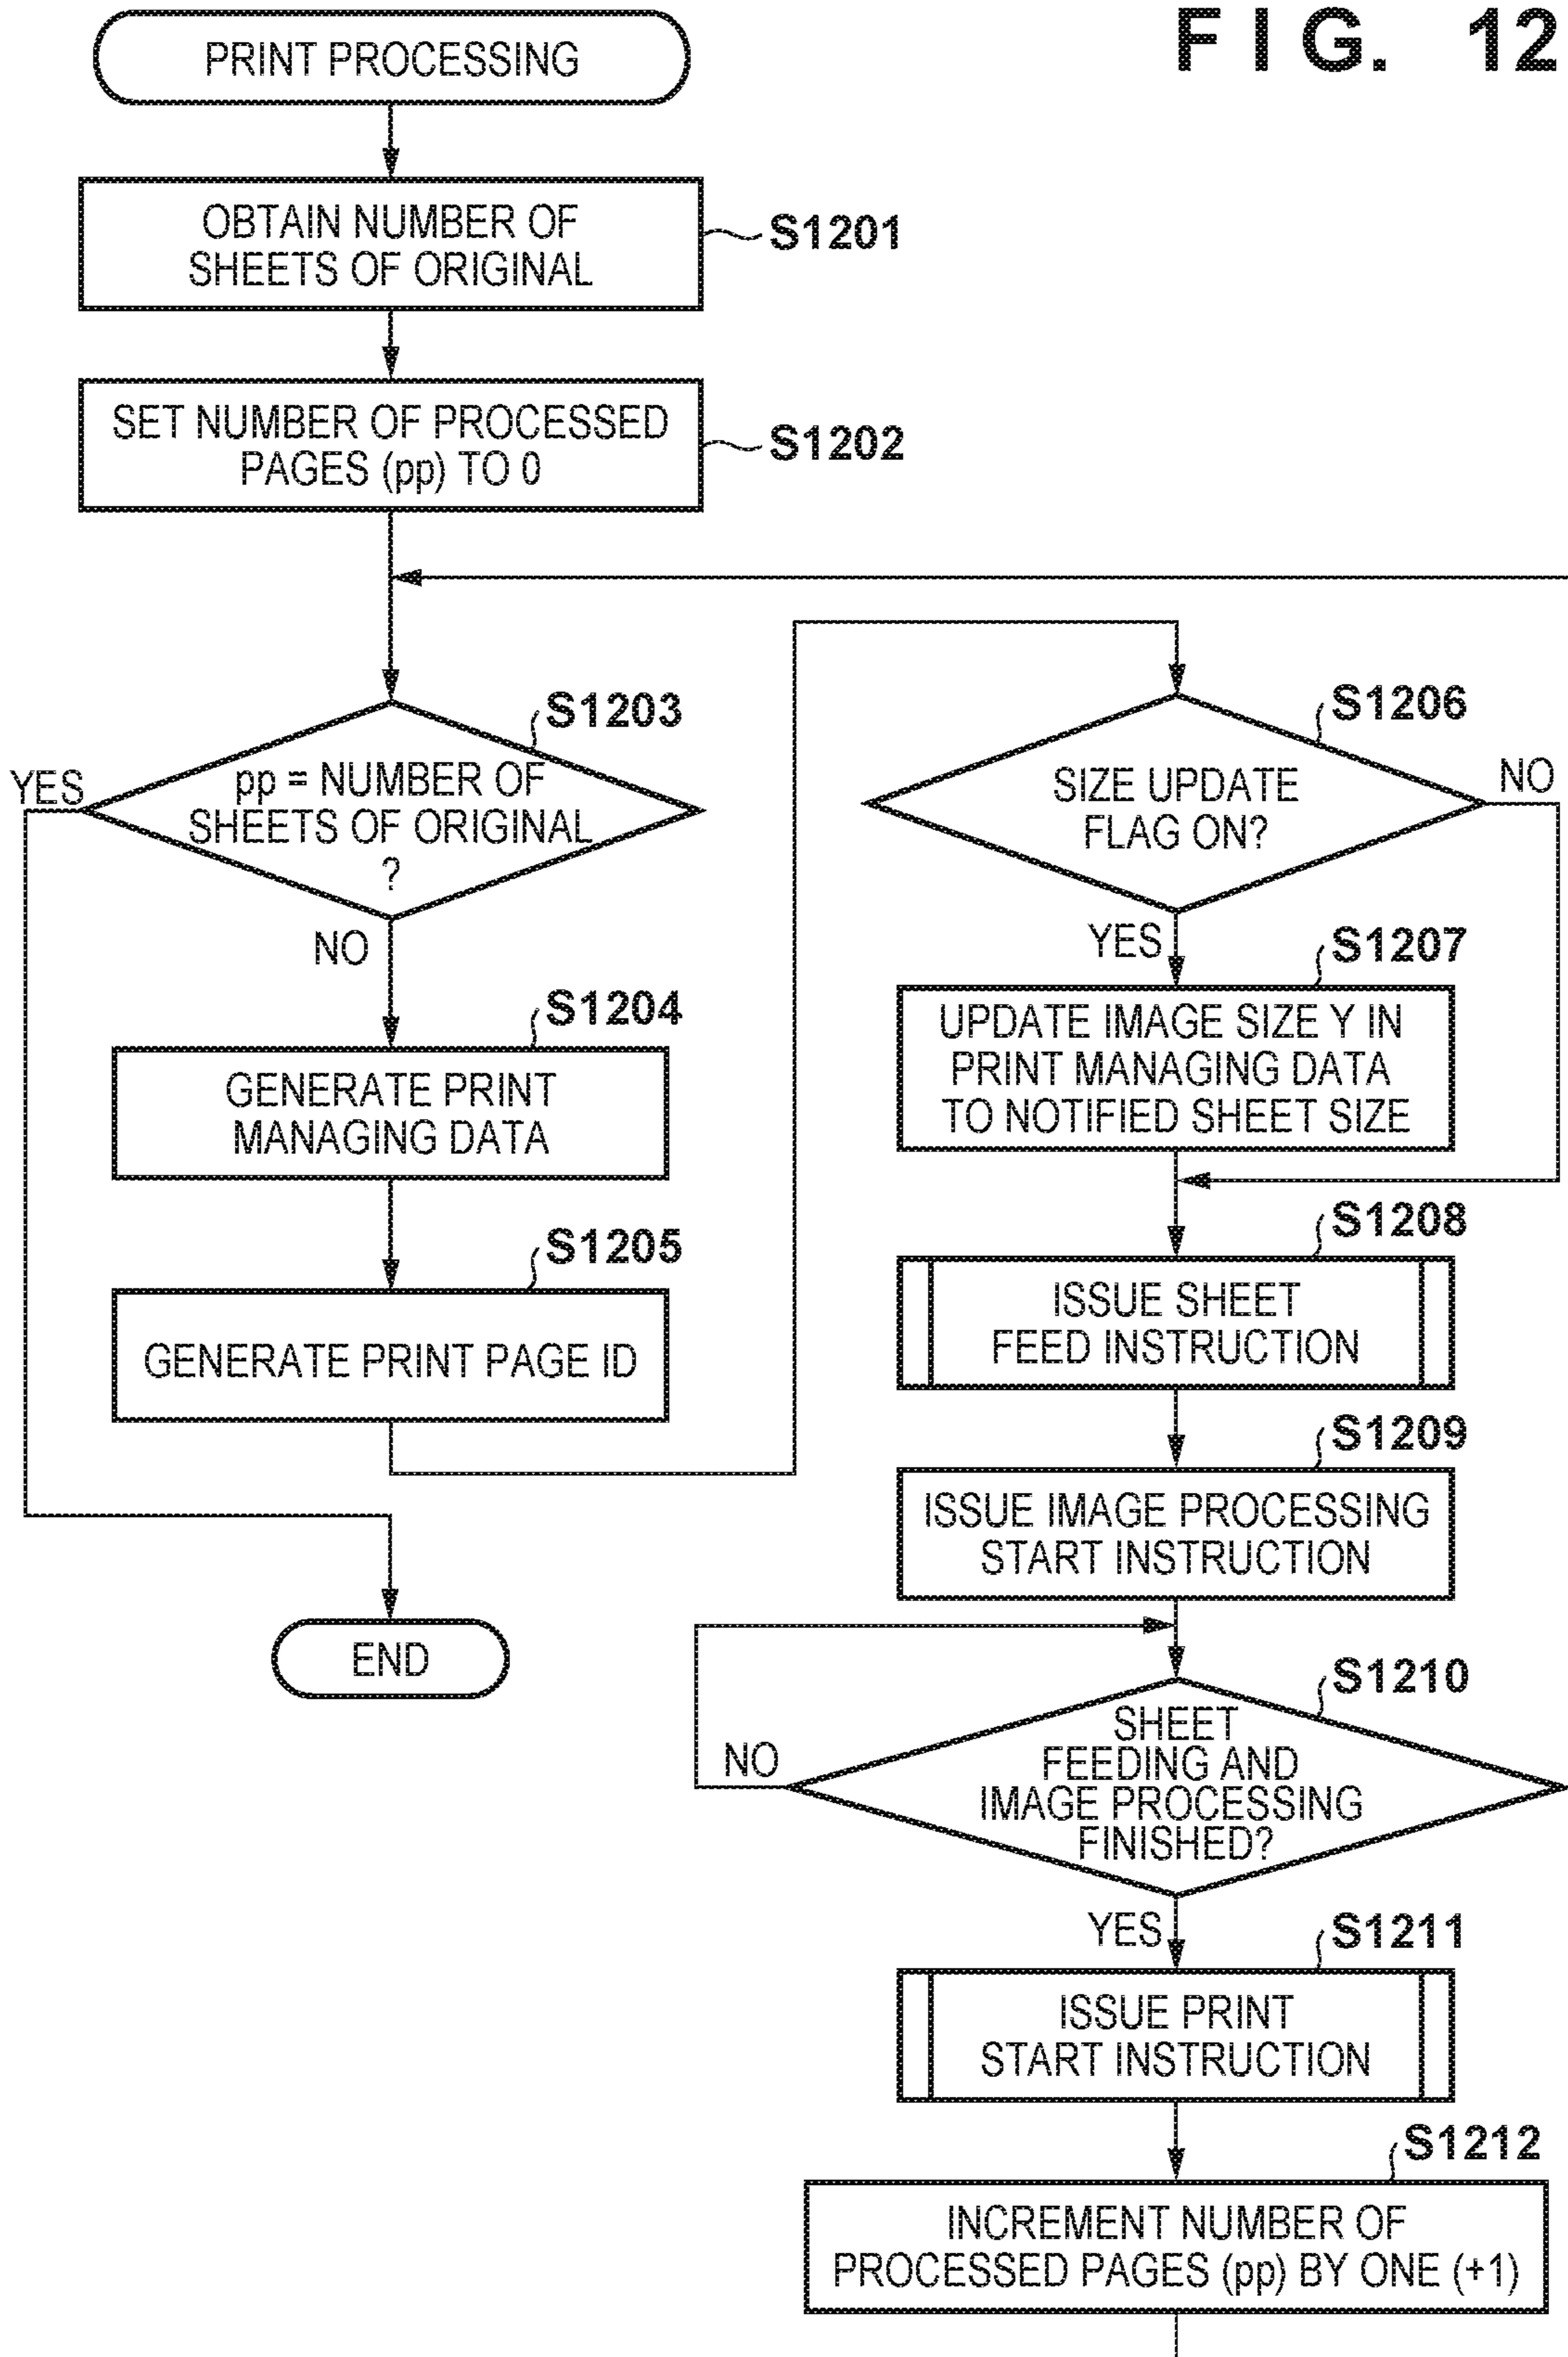 FIG. 12
PRINT PROCESSING
OBTAIN NUMBER OF
SHEETS OF ORIGINAL
S1201
SET NUMBER OF PROCESSED
PAGES (pp) TO 0
S1202
S1203
pp = NUMBER OF
SHEETS OF ORIGINAL
?
YES
NO
S1204
GENERATE PRINT
MANAGING DATA
S1205
GENERATE PRINT PAGE ID
END
S1206
SIZE UPDATE
FLAG ON?
NO
YES
S1207
UPDATE IMAGE SIZE Y IN
PRINT MANAGING DATA
TO NOTIFIED SHEET SIZE
S1208
ISSUE SHEET
FEED INSTRUCTION
S1209
ISSUE IMAGE PROCESSING
START INSTRUCTION
S1210
SHEET
FEEDING AND
IMAGE PROCESSING
FINISHED?
NO
YES
S1211
ISSUE PRINT
START INSTRUCTION
S1212
INCREMENT NUMBER OF
PROCESSED PAGES (pp) BY ONE (+1)